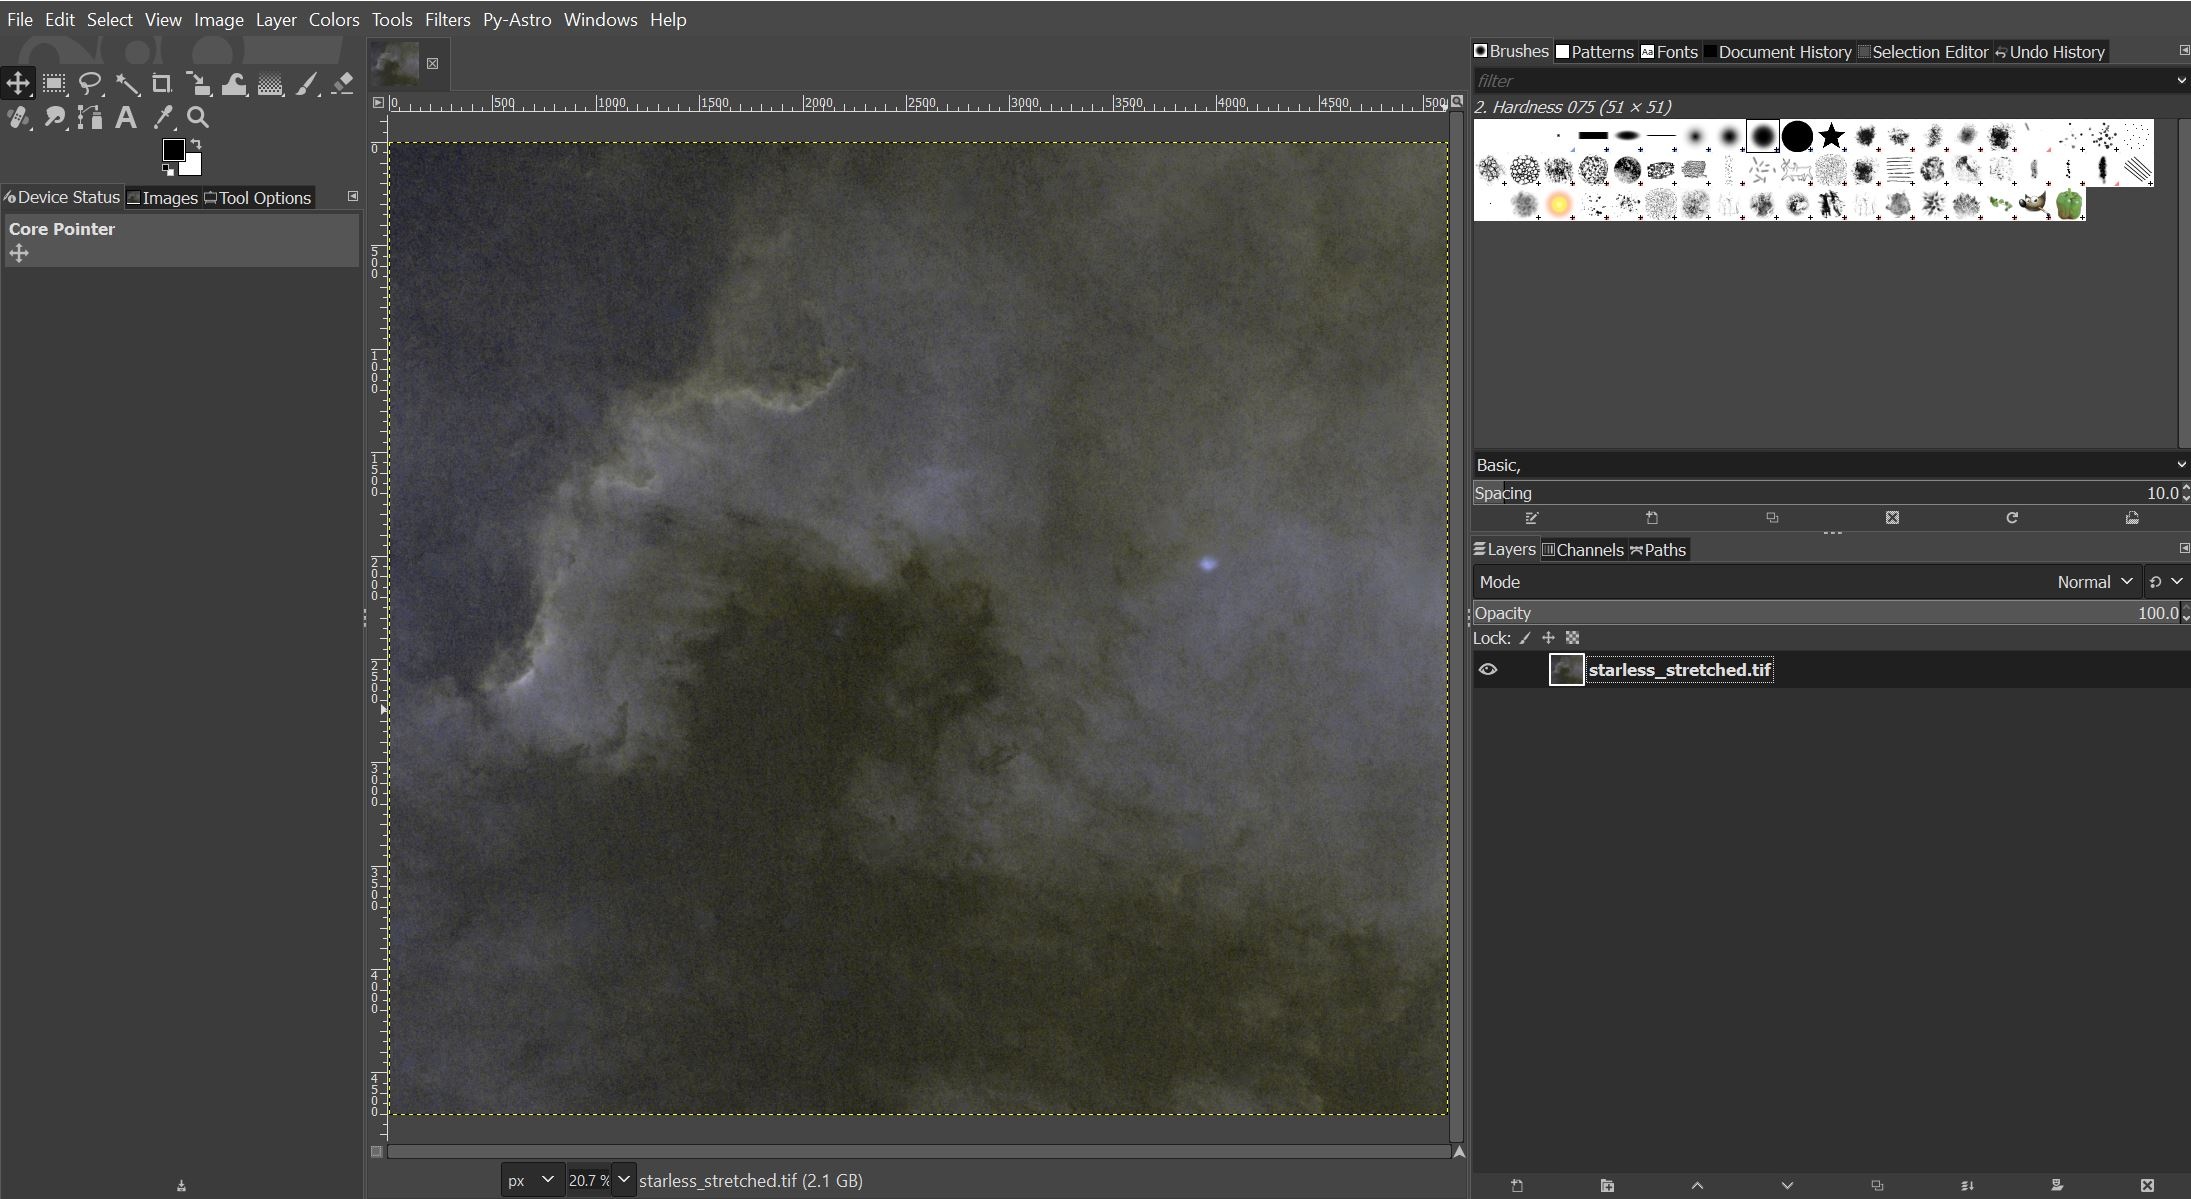 File Edit Select View Image Layer Colors Tools Filters Py-Astro Windows Help
Device Status Images Tool Options
Core Pointer
0 500 1000 1500 2000 2500 3000 3500 4000 4500 500
0
500
1000
1500
2000
2500
3000
3500
4000
4500
px 20.7 % starless_stretched.tif (2.1 GB)
Brushes Patterns Aa Fonts Document History Selection Editor Undo History
filter
2. Hardness 075 (51 × 51)
Basic,
Spacing 10.0
Layers Channels Paths
Mode Normal
Opacity 100.0
Lock:
starless_stretched.tif